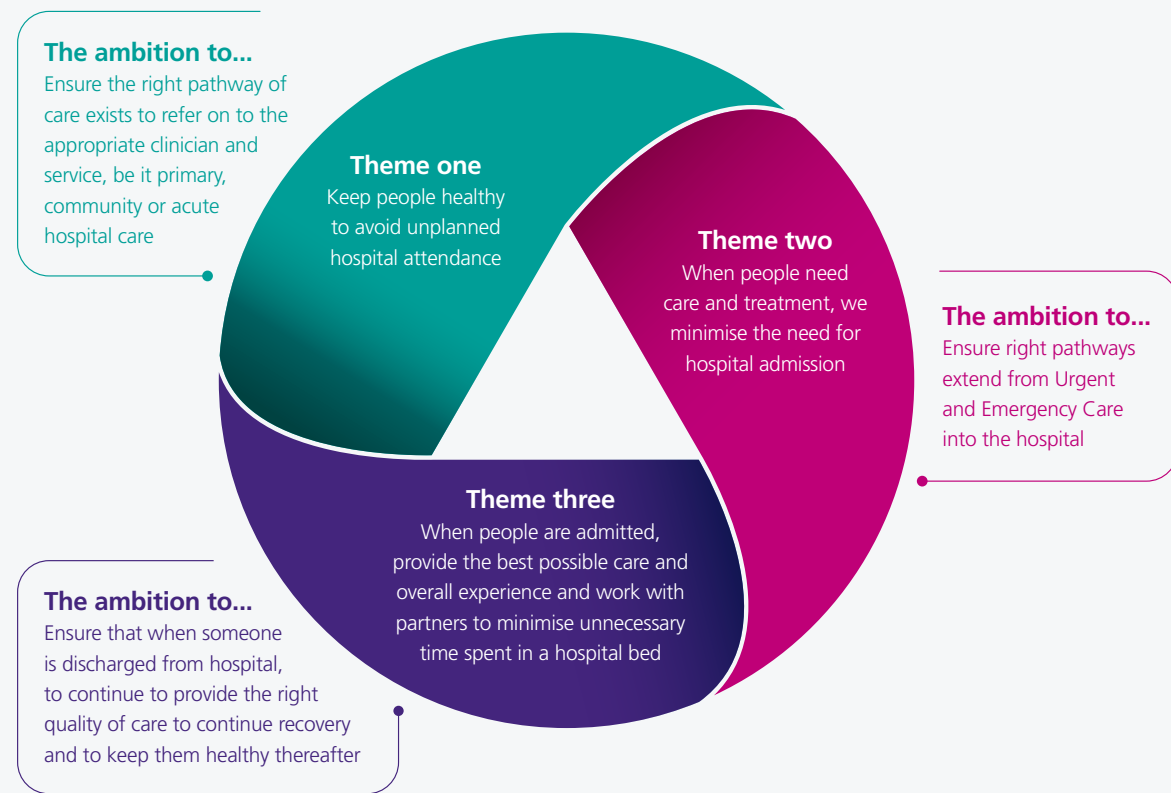 The ambition to...
Ensure the right pathway of
care exists to refer on to the
appropriate clinician and
service, be it primary,
community or acute
hospital care
Theme one
Keep people healthy
to avoid unplanned
hospital attendance
Theme two
When people need
care and treatment, we
minimise the need for
hospital admission
The ambition to...
Ensure right pathways
extend from Urgent
and Emergency Care
into the hospital
Theme three
When people are admitted,
provide the best possible care and
overall experience and work with
partners to minimise unnecessary
time spent in a hospital bed
The ambition to...
Ensure that when someone
is discharged from hospital,
to continue to provide the right
quality of care to continue recovery
and to keep them healthy thereafter